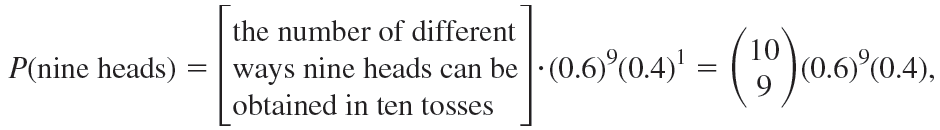 P(nine heads) = [the number of different ways nine heads can be obtained in ten tosses] · (0.6)⁹(0.4)¹ = (10 9)(0.6)⁹(0.4),